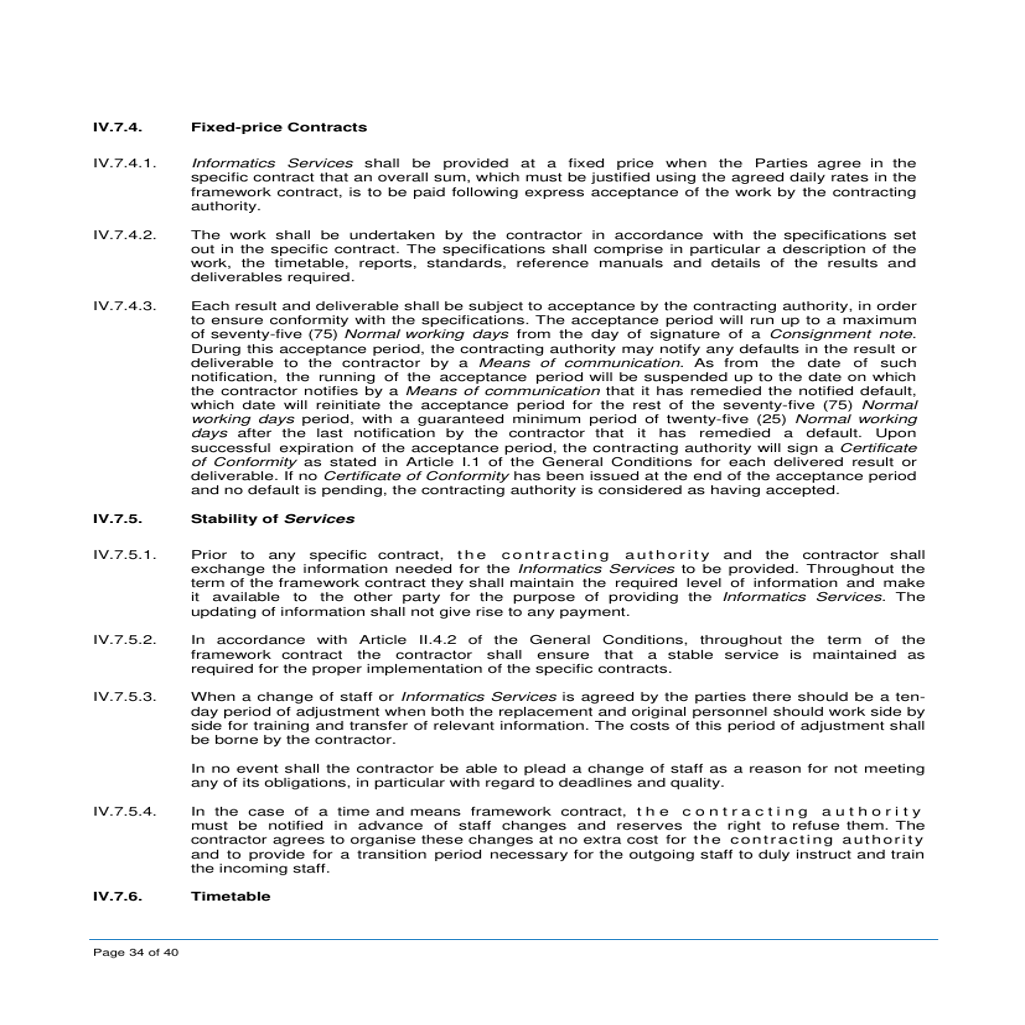 IV.7.4. Fixed-price Contracts
IV.7.4.1. Informatics Services shall be provided at a fixed price when the Parties agree in the
specific contract that an overall sum, which must be justified using the agreed daily rates in the
framework contract, is to be paid following express acceptance of the work by the contracting
authority.
IV.7.4.2. The work shall be undertaken by the contractor in accordance with the specifications set
out in the specific contract. The specifications shall comprise in particular a description of the
work, the timetable, reports, standards, reference manuals and details of the results and
deliverables required.
IV.7.4.3. Each result and deliverable shall be subject to acceptance by the contracting authority, in order
to ensure conformity with the specifications. The acceptance period will run up to a maximum
of seventy-five (75) Normal working days from the day of signature of a Consignment note.
During this acceptance period, the contracting authority may notify any defaults in the result or
deliverable to the contractor by a Means of communication. As from the date of such
notification, the running of the acceptance period will be suspended up to the date on which
the contractor notifies by a Means of communication that it has remedied the notified default,
which date will reinitiate the acceptance period for the rest of the seventy-five (75) Normal
working days period, with a guaranteed minimum period of twenty-five (25) Normal working
days after the last notification by the contractor that it has remedied a default. Upon
successful expiration of the acceptance period, the contracting authority will sign a Certificate
of Conformity as stated in Article I.1 of the General Conditions for each delivered result or
deliverable. If no Certificate of Conformity has been issued at the end of the acceptance period
and no default is pending, the contracting authority is considered as having accepted.
IV.7.5. Stability of Services
IV.7.5.1. Prior to any specific contract, the contracting authority and the contractor shall
exchange the information needed for the Informatics Services to be provided. Throughout the
term of the framework contract they shall maintain the required level of information and make
it available to the other party for the purpose of providing the Informatics Services. The
updating of information shall not give rise to any payment.
IV.7.5.2. In accordance with Article II.4.2 of the General Conditions, throughout the term of the
framework contract the contractor shall ensure that a stable service is maintained as
required for the proper implementation of the specific contracts.
IV.7.5.3. When a change of staff or Informatics Services is agreed by the parties there should be a ten-
day period of adjustment when both the replacement and original personnel should work side by
side for training and transfer of relevant information. The costs of this period of adjustment shall
be borne by the contractor.
In no event shall the contractor be able to plead a change of staff as a reason for not meeting
any of its obligations, in particular with regard to deadlines and quality.
IV.7.5.4. In the case of a time and means framework contract, the contracting authority
must be notified in advance of staff changes and reserves the right to refuse them. The
contractor agrees to organise these changes at no extra cost for the contracting authority
and to provide for a transition period necessary for the outgoing staff to duly instruct and train
the incoming staff.
IV.7.6. Timetable
Page 34 of 40